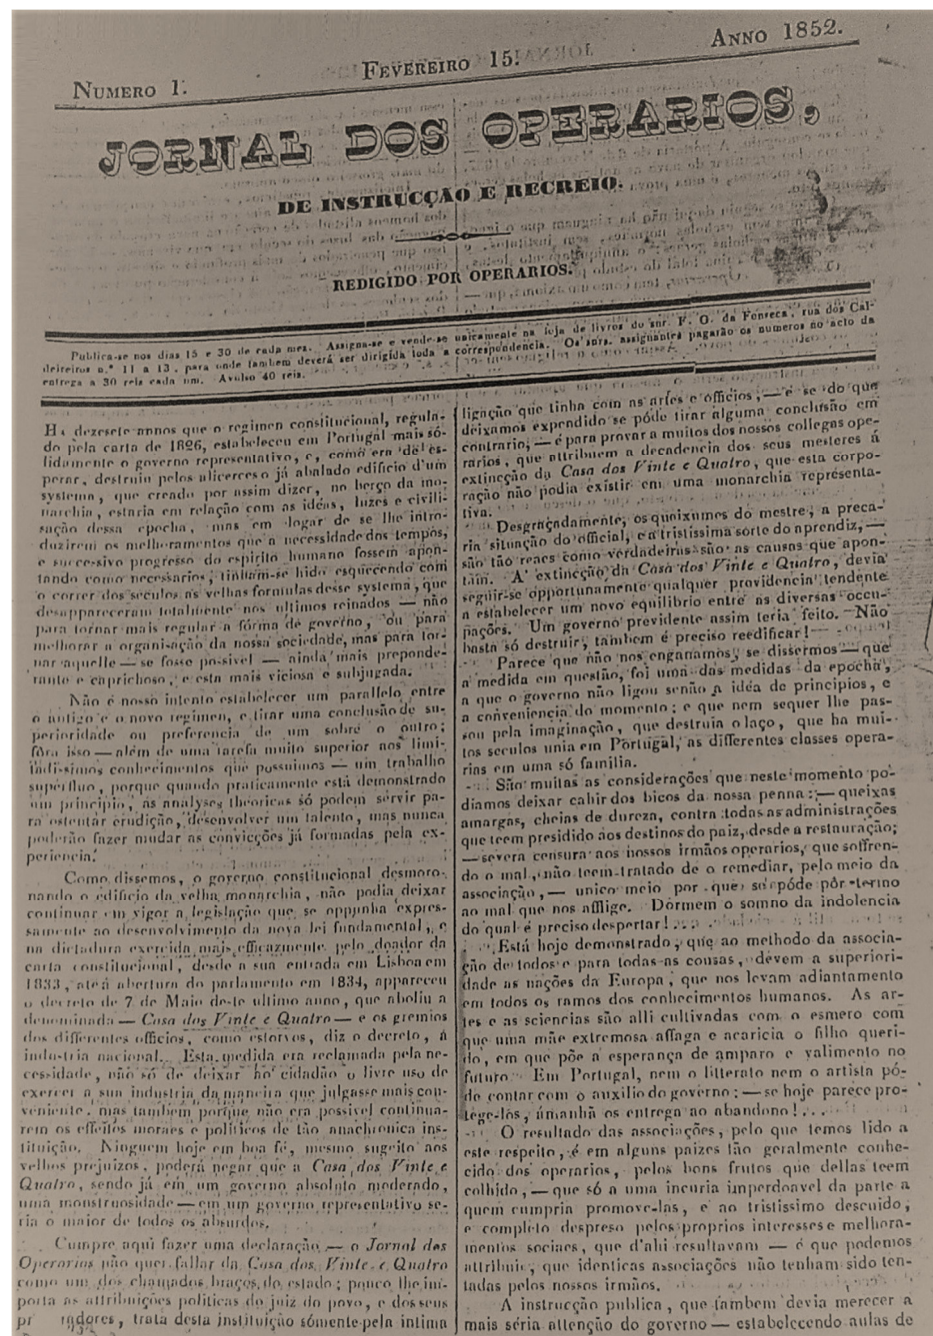 NUMERO 1.
FEVEREIRO 15.
ANNO 1852.
JORNAL DOS OPERARIOS,
DE INSTRUCÇÃO E RECREIO.
REDIGIDO POR OPERARIOS.
Publica-se nos dias 15 e 30 de cada mez. Assigna-se e vende-se unicamente na loja de livros do snr. F. G. da Fonseca, rua dos Cal-
deireiros n.º 11 a 13, para onde tambem deverá ser dirigida toda a correspondencia. Os snrs. assignantes pagarão os numeros no acto da
entrega a 30 reis cada um. Avulso 40 reis.
Ha dezesete annos que o regimen constitucional, regula-
do pela carta de 1826, estabeleceu em Portugal mais só-
lidamente o governo representativo, e, como era de es-
perar, destruiu pelos alicerces o já abalado edificio d'um
systema, que creado por assim dizer, no berço da mo-
narchia, estaria em relação com as idéas, luzes e civili-
sação dessa epocha, mas em logar de se lhe intro-
duzirem os melhoramentos que a necessidade dos tempos,
e successivo progresso do espirito humano fossem apon-
tando como necessarios, tinham-se hido esquecendo com
o correr dos seculos as velhas formulas desse systema, que
desappareceram totalmente nos ultimos reinados — não
para tornar mais regular a fórma de governo, ou para
melhorar a organisação da nossa sociedade, mas para tor-
nar aquelle — se fosse possivel — ainda mais preponde-
rante e caprichoso, e esta mais viciosa e subjugada.
Não é nosso intento estabelecer um parallelo entre
o antigo e o novo regimen, e tirar uma conclusão de su-
perioridade ou preferencia de um sobre o outro;
fóra isso — além de uma tarefa muito superior aos limi-
tadissimos conhecimentos que possuimos — um trabalho
superfluo, porque quando praticamente está demonstrado
um principio, as analyses theoricas só podem servir pa-
ra ostentar erudição, desenvolver um talento, mas nunca
poderão fazer mudar as convicções já formadas pela ex-
periencia.
Como dissemos, o governo constitucional desmoro-
nando o edificio da velha monarchia, não podia deixar
continuar em vigor a legislação que se oppunha expres-
samente ao desenvolvimento da nova lei fundamental, e
na dictadura exercida mais efficazmente pelo doador da
carta constitucional, desde a sua entrada em Lisboa em
1833, até á abertura do parlamento em 1834, appareceu
o decreto de 7 de Maio deste ultimo anno, que aboliu a
denominada — Casa dos Vinte e Quatro — e os gremios
dos differentes officios, como estorvos, diz o decreto, á
industria nacional. Esta medida era reclamada pela ne-
cessidade, não só de deixar ao cidadão o livre uso de
exercer a sua industria da maneira que julgasse mais con-
veniente, mas tambem porque não era possivel continua-
rem os effeitos moraes e politicos de tão anachronica ins-
tituição. Ninguem hoje em boa fé, mesmo sugeito aos
velhos prejuizos, poderá negar que a Casa dos Vinte e
Quatro, sendo já em um governo absoluto moderado,
uma monstruosidade — em um governo representativo se-
ria o maior de todos os absurdos.
Cumpre aqui fazer uma declaração — o Jornal dos
Operarios não quer fallar da Casa dos Vinte e Quatro
como um dos chamados braços do estado; pouco lhe im-
porta as attribuições politicas do juiz do povo, e dos seus
trata desta instituição sómente pela intima
ligação que tinha com as artes e officios, — e se do que
deixamos expendido se póde tirar alguma conclusão em
contrario, — é para provar a muitos dos nossos collegas ope-
rarios, que attribuem a decadencia dos seus mesteres á
extincção da Casa dos Vinte e Quatro, que esta corpo-
ração não podia existir em uma monarchia representa-
tiva.
Desgraçadamente, os queixumes do mestre, a preca-
ria situação do official, e a tristissima sorte do aprendiz, —
são tão reaes como verdadeiras são as causas que apon-
tam. A extincção da Casa dos Vinte e Quatro, devia
seguir-se opportunamente qualquer providencia tendente
a estabelecer um novo equilibrio entre as diversas occu-
pações. Um governo previdente assim teria feito. Não
basta só destruir, tambem é preciso reedificar!
Parece que não nos enganamos, se dissermos — que
a medida em questão, foi uma das medidas da epocha,
a que o governo não ligou senão a idéa de principios, e
a conveniencia do momento; e que nem sequer lhe pas-
sou pela imaginação, que destruia o laço, que ha mui-
tos seculos unia em Portugal, as differentes classes opera-
rias em uma só familia.
São muitas as considerações que neste momento po-
diamos deixar cahir dos bicos da nossa penna: — queixas
amargas, cheias de dureza, contra todas as administrações
que teem presidido aos destinos do paiz, desde a restauração;
— severa censura aos nossos irmãos operarios, que soffren-
do o mal, não teem tratado de o remediar, pelo meio da
associação, — unico meio por que se póde pôr termo
ao mal que nos afflige. Dormem o somno da indolencia
do qual é preciso despertar!
Está hoje demonstrado, que ao methodo da associa-
ção de todos e para todas as cousas, devem a superiori-
dade as nações da Europa, que nos levam adiantamento
em todos os ramos dos conhecimentos humanos. As ar-
tes e as sciencias são alli cultivadas com o esmero com
que uma mãe extremosa affaga e acaricia o filho queri-
do, em que põe a esperança de amparo e valimento no
futuro. Em Portugal, nem o litterato nem o artista pó-
de contar com o auxilio do governo: — se hoje parece pro-
tege-los, ámanhã os entrega ao abandono!...
O resultado das associações, pelo que temos lido a
este respeito, é em alguns paizes tão geralmente conhe-
cido dos operarios, pelos bons frutos que dellas teem
colhido, — que só a uma incuria imperdoavel da parte a
quem cumpria promove-las, e ao tristissimo descuido,
e completo despreso pelos proprios interesses e melhora-
mentos sociaes, que d'ahi resultavam — é que podemos
attribuir, que identicas associações não tenham sido ten-
tadas pelos nossos irmãos.
A instrucção publica, que tambem devia merecer a
mais séria attenção do governo — estabelecendo aulas de